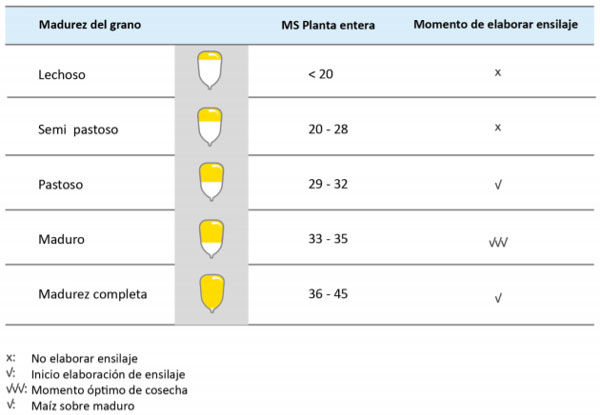 Madurez del grano MS Planta entera Momento de elaborar ensilaje
Lechoso < 20 x
Semi pastoso 20 - 28 x
Pastoso 29 - 32 √
Maduro 33 - 35 √√√
Madurez completa 36 - 45 √
x: No elaborar ensilaje
√: Inicio elaboración de ensilaje
√√√: Momento óptimo de cosecha
√: Maíz sobre maduro